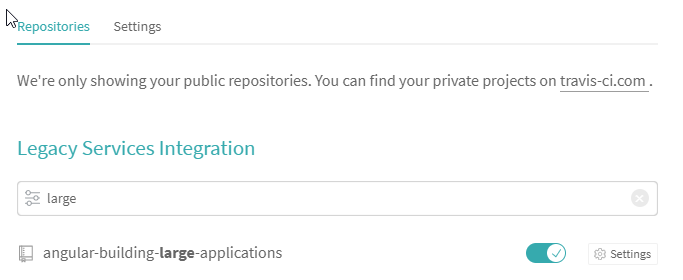 Repositories Settings
We're only showing your public repositories. You can find your private projects on travis-ci.com .
Legacy Services Integration
large
angular-building-large-applications Settings